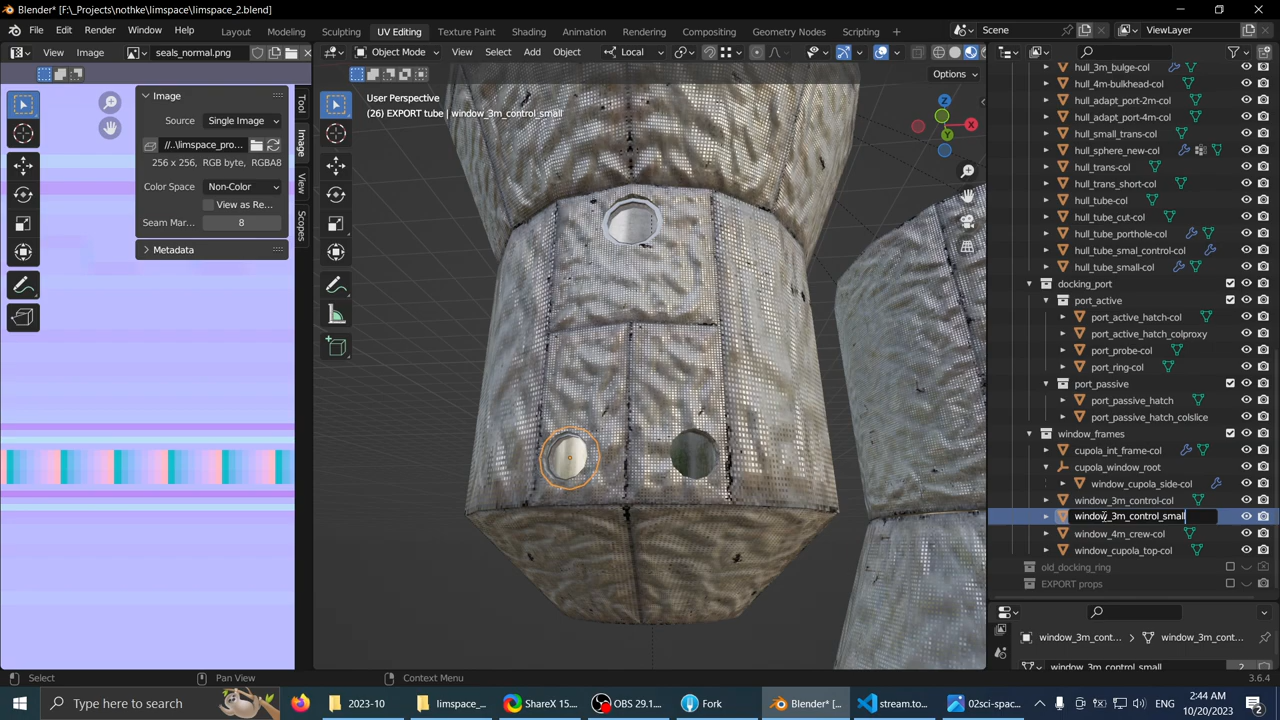 Blender* [F:\_Projects\nothke\limspace\limspace_2.blend]
File Edit Render Window Help
Layout Modeling Sculpting UV Editing Texture Paint Shading Animation Rendering Compositing Geometry Nodes Scripting +
Scene ViewLayer
View Image seals_normal.png
Object Mode View Select Add Object Local
Options
Image
Source Single Image
//..\limspace_pro...
256 x 256, RGB byte, RGBA8
Color Space Non-Color
View as Re...
Seam Mar... 8
Metadata
Tool
Image
View
Scopes
User Perspective
(26) EXPORT tube | window_3m_control_small
Z
Y
X
hull_3m_bulge-col
hull_4m-bulkhead-col
hull_adapt_port-2m-col
hull_adapt_port-4m-col
hull_small_trans-col
hull_sphere_new-col
hull_trans-col
hull_trans_short-col
hull_tube-col
hull_tube_cut-col
hull_tube_porthole-col
hull_tube_smal_control-col
hull_tube_small-col
docking_port
port_active
port_active_hatch-col
port_active_hatch_colproxy
port_probe-col
port_ring-col
port_passive
port_passive_hatch
port_passive_hatch_colslice
window_frames
cupola_int_frame-col
cupola_window_root
window_cupola_side-col
window_3m_control-col
window_3m_control_small
window_4m_crew-col
window_cupola_top-col
old_docking_ring
EXPORT props
window_3m_cont... window_3m_cont...
window_3m_control_small 2
Select Pan View Context Menu 3.6.4
Type here to search 2023-10 limspace_... ShareX 15.... OBS 29.1.... Fork Blender* [... stream.to... 02sci-spac... ENG 2:44 AM 10/20/2023 2